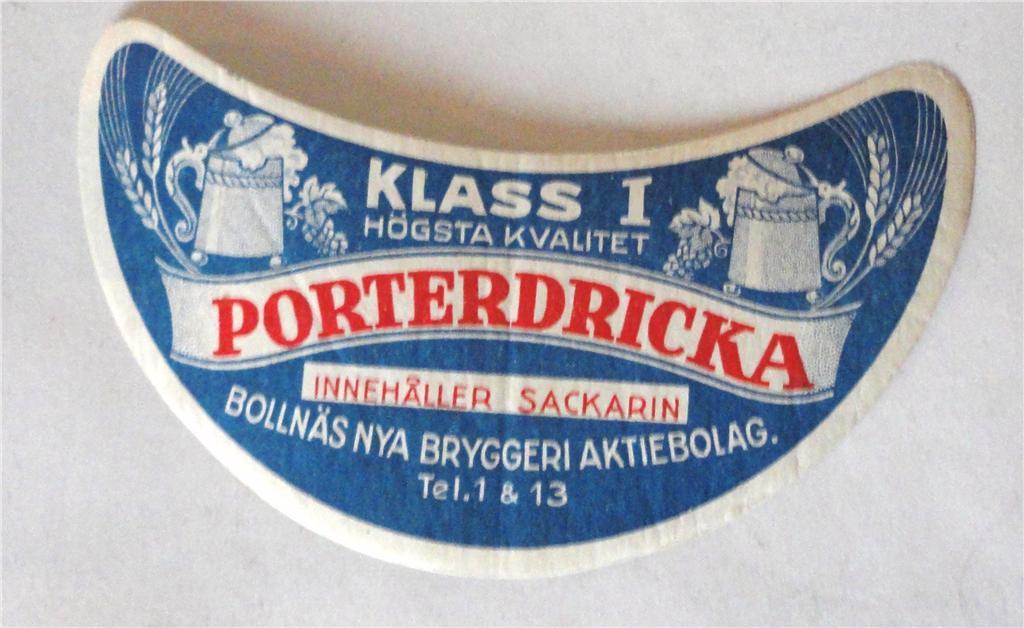 KLASS I
HÖGSTA KVALITET
PORTERDRICKA
INNEHÅLLER SACKARIN
BOLLNÄS NYA BRYGGERI AKTIEBOLAG.
Tel.1 & 13